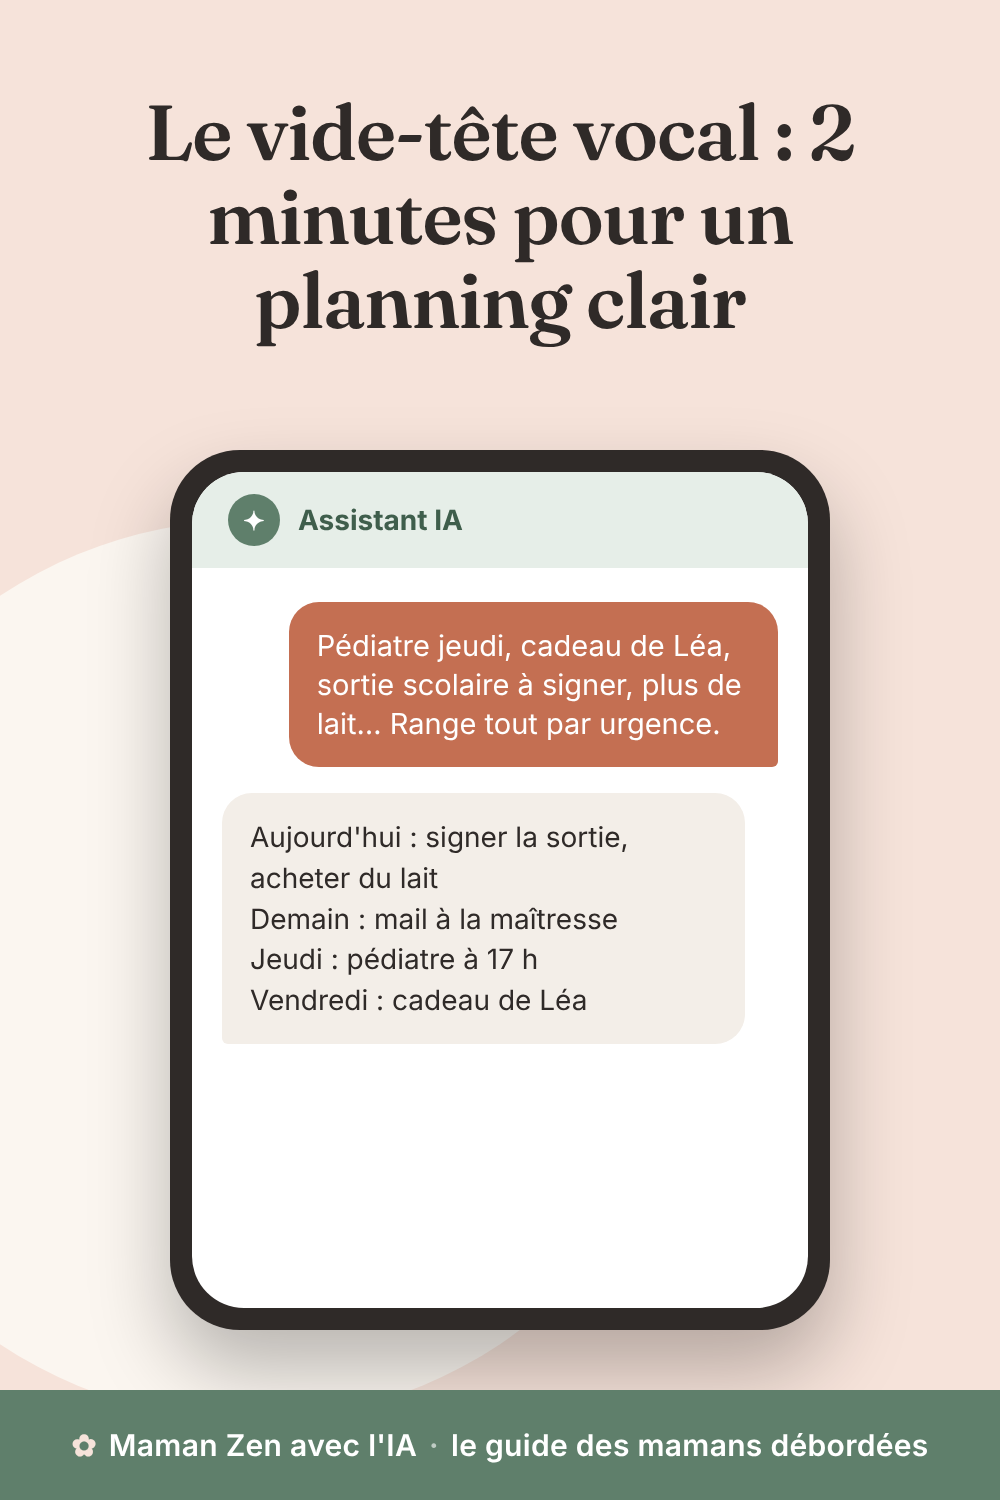 Le vide-tête vocal : 2
minutes pour un
planning clair
Assistant IA
Pédiatre jeudi, cadeau de Léa,
sortie scolaire à signer, plus de
lait... Range tout par urgence.
Aujourd'hui : signer la sortie,
acheter du lait
Demain : mail à la maîtresse
Jeudi : pédiatre à 17 h
Vendredi : cadeau de Léa
Maman Zen avec l'IA · le guide des mamans débordées